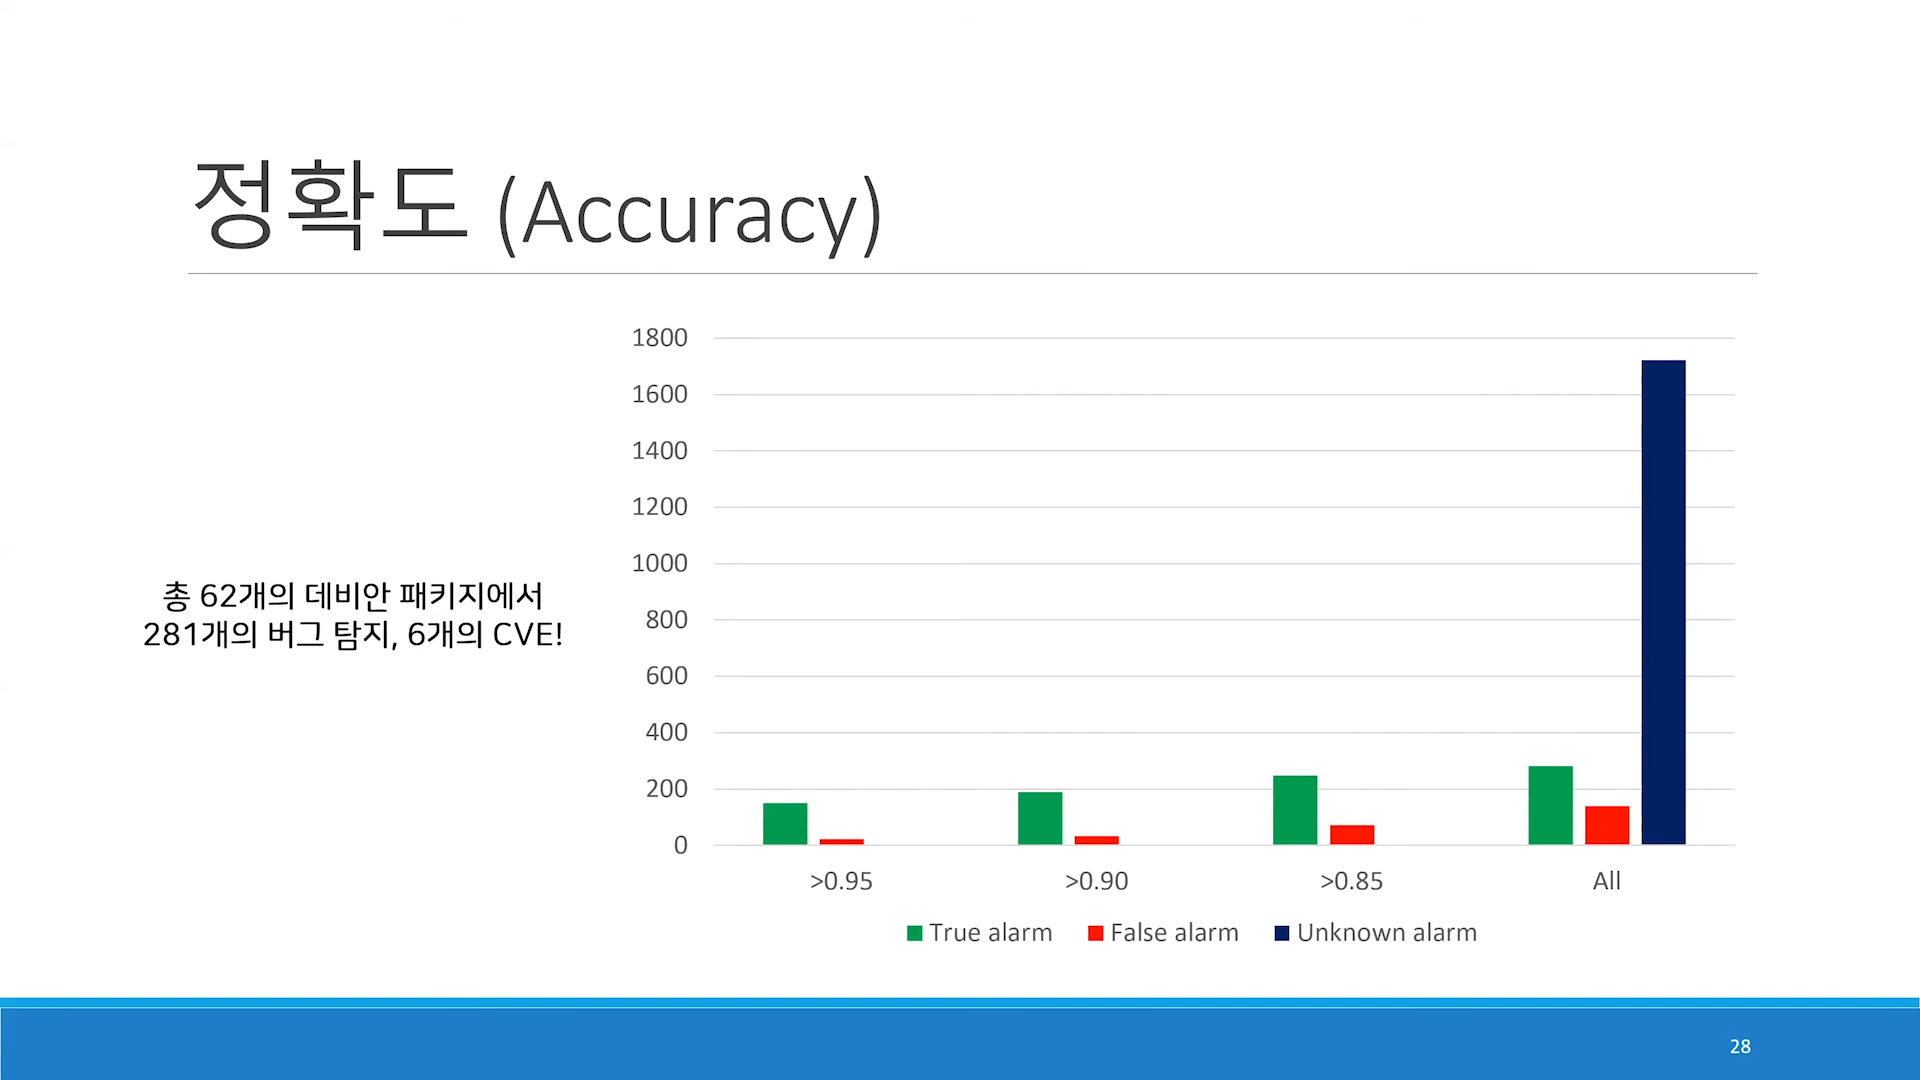 정확도 (Accuracy)
총 62개의 데비안 패키지에서
281개의 버그 탐지, 6개의 CVE!
1800
1600
1400
1200
1000
800
600
400
200
0
>0.95
>0.90
>0.85
All
True alarm
False alarm
Unknown alarm
28